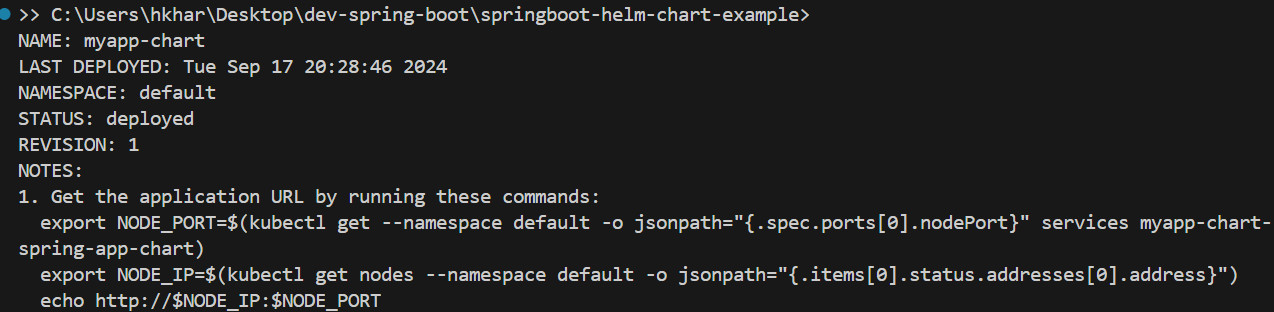 >> C:\Users\hkhar\Desktop\dev-spring-boot\springboot-helm-chart-example>
NAME: myapp-chart
LAST DEPLOYED: Tue Sep 17 20:28:46 2024
NAMESPACE: default
STATUS: deployed
REVISION: 1
NOTES:
1. Get the application URL by running these commands:
  export NODE_PORT=$(kubectl get --namespace default -o jsonpath="{.spec.ports[0].nodePort}" services myapp-chart-
spring-app-chart)
  export NODE_IP=$(kubectl get nodes --namespace default -o jsonpath="{.items[0].status.addresses[0].address}")
  echo http://$NODE_IP:$NODE_PORT